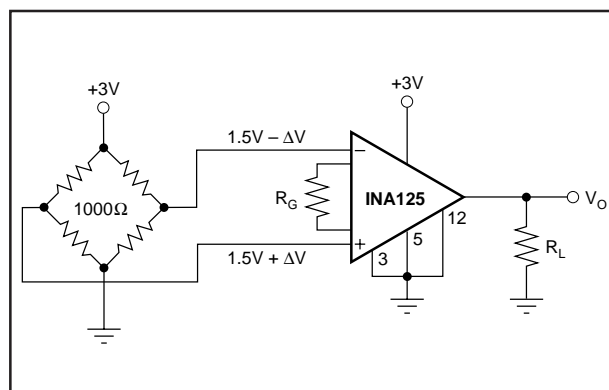 +3V
+3V
1.5V – ΔV
1000Ω
R_G
INA125
12
V_O
5
3
R_L
1.5V + ΔV